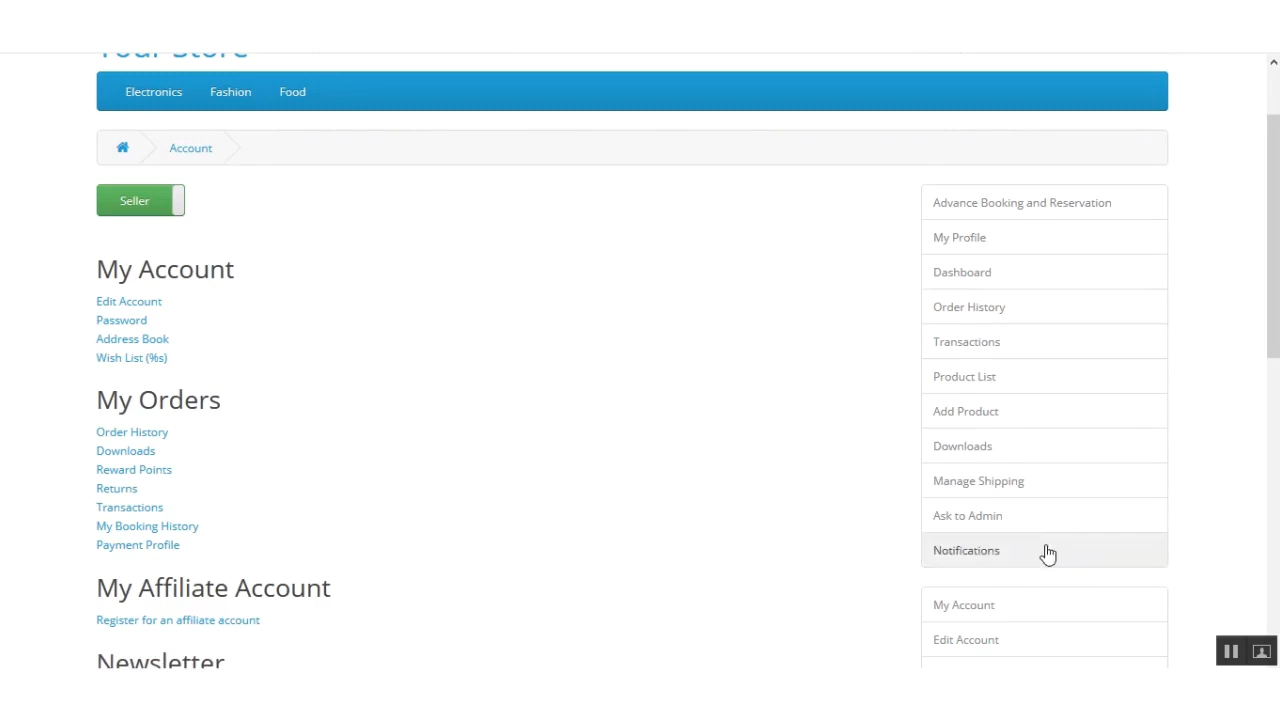 Your Store
Electronics Fashion Food
Account
Seller
My Account
Edit Account
Password
Address Book
Wish List (%s)
My Orders
Order History
Downloads
Reward Points
Returns
Transactions
My Booking History
Payment Profile
My Affiliate Account
Register for an affiliate account
Newsletter
Advance Booking and Reservation
My Profile
Dashboard
Order History
Transactions
Product List
Add Product
Downloads
Manage Shipping
Ask to Admin
Notifications
My Account
Edit Account